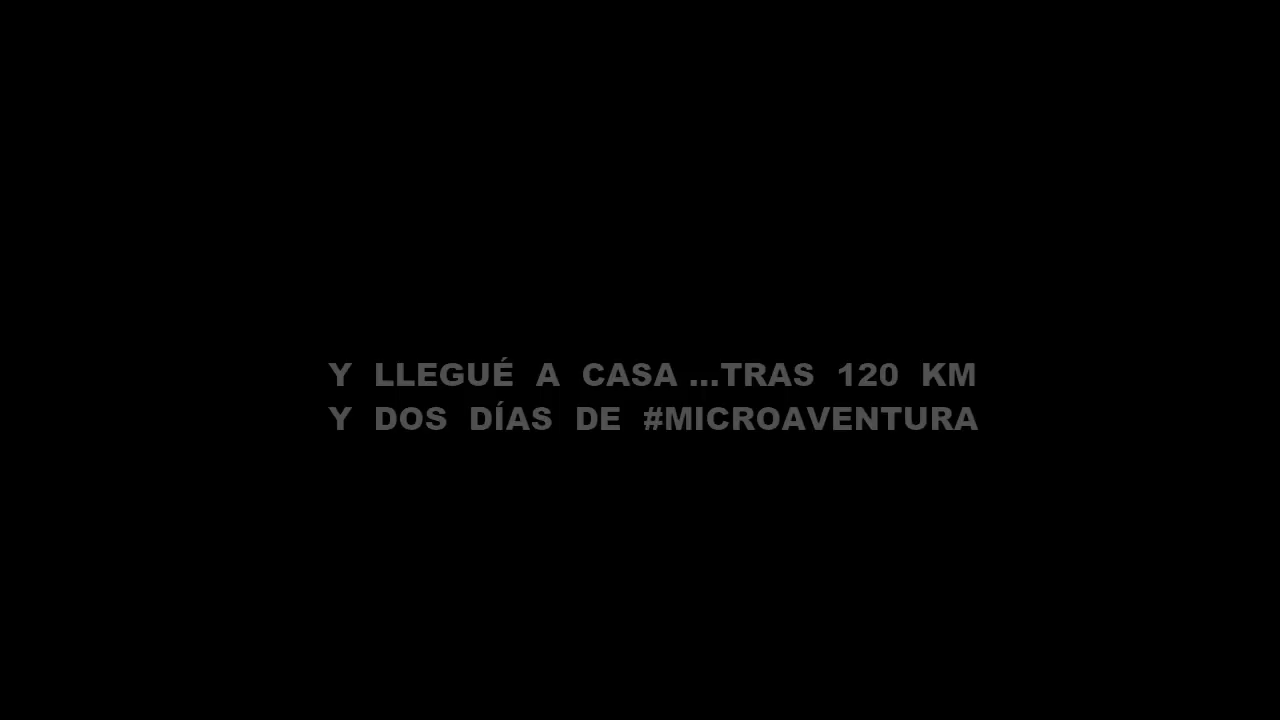 Y LLEGUÉ A CASA ...TRAS 120 KM
Y DOS DÍAS DE #MICROAVENTURA